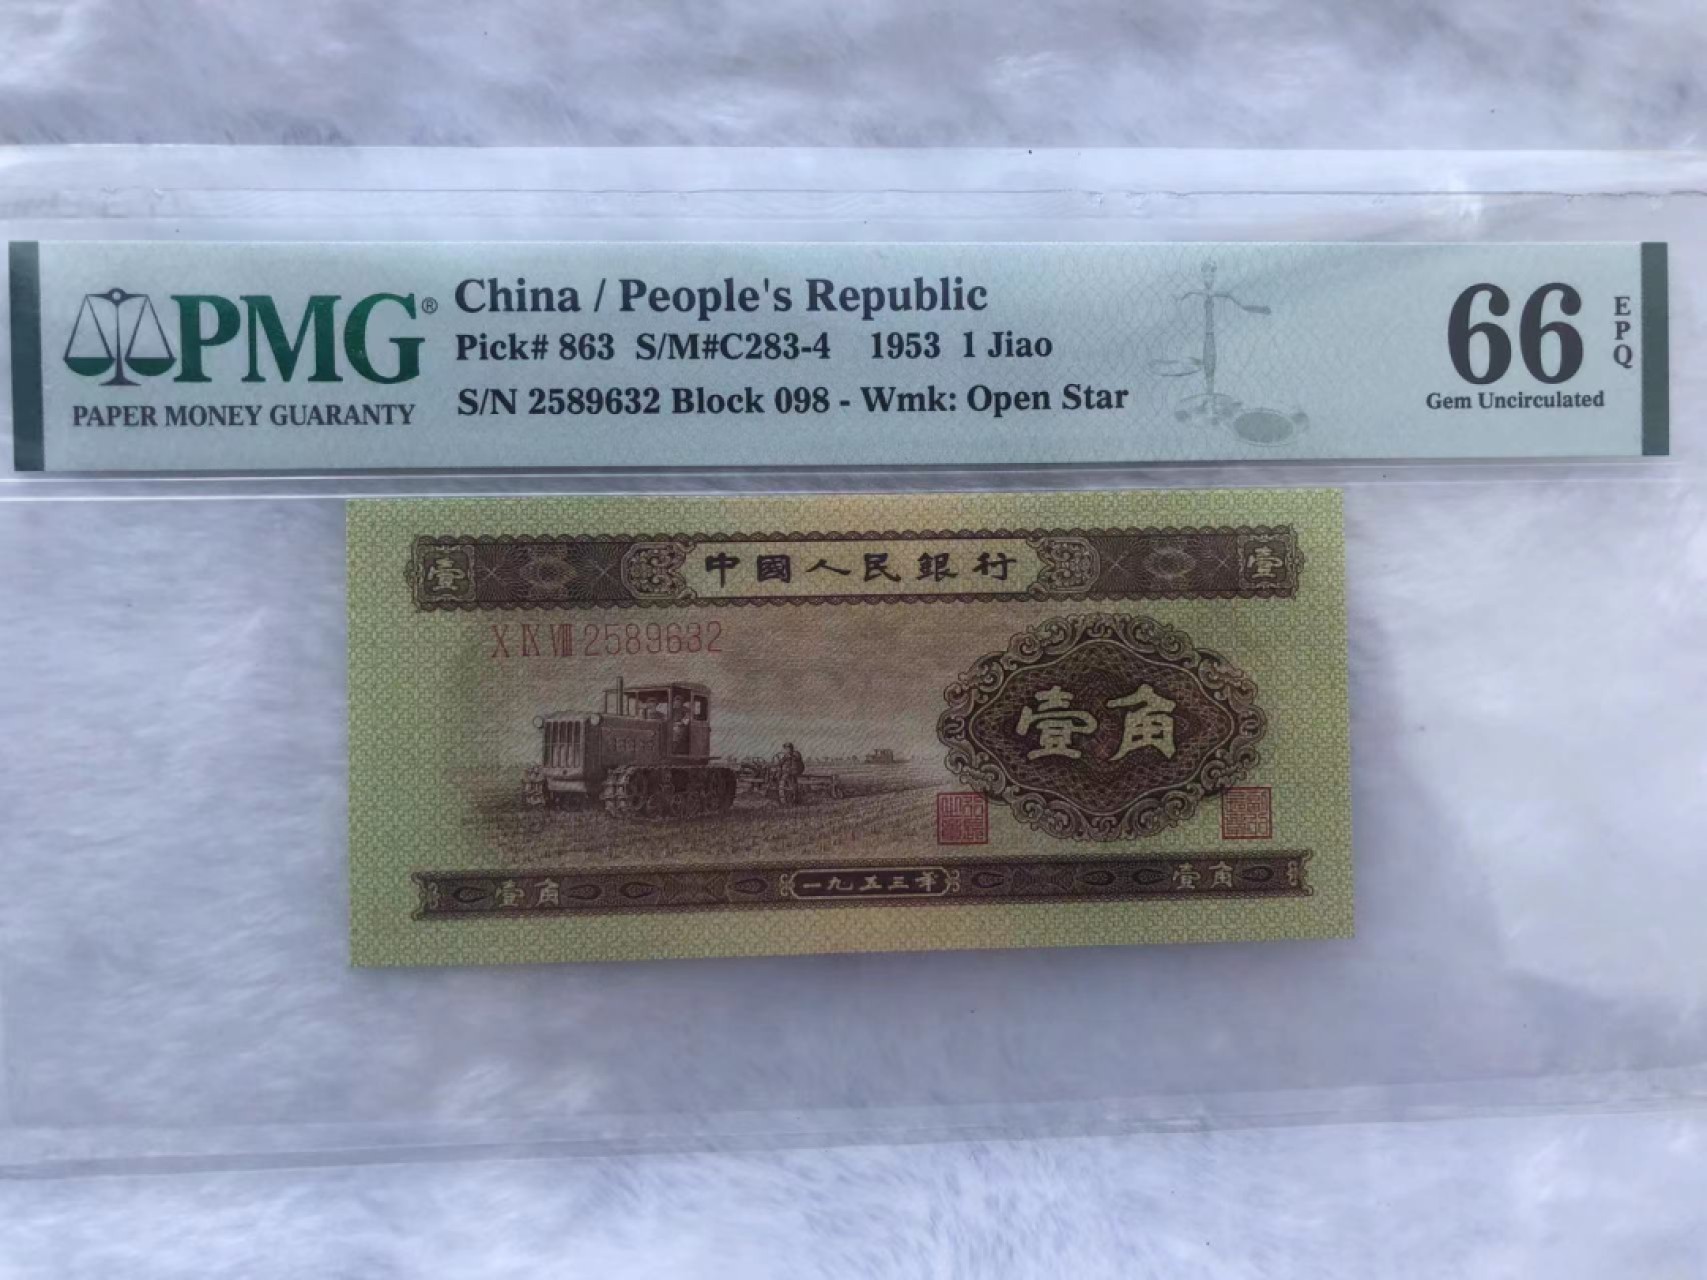 PMG®
PAPER MONEY GUARANTY
China / People's Republic
Pick# 863 S/M#C283-4 1953 1 Jiao
S/N 2589632 Block 098 - Wmk: Open Star
66 EPQ
Gem Uncirculated
壹 中國人民銀行 壹
X IX VIII 2589632
壹角
壹角 一九五三年 壹角